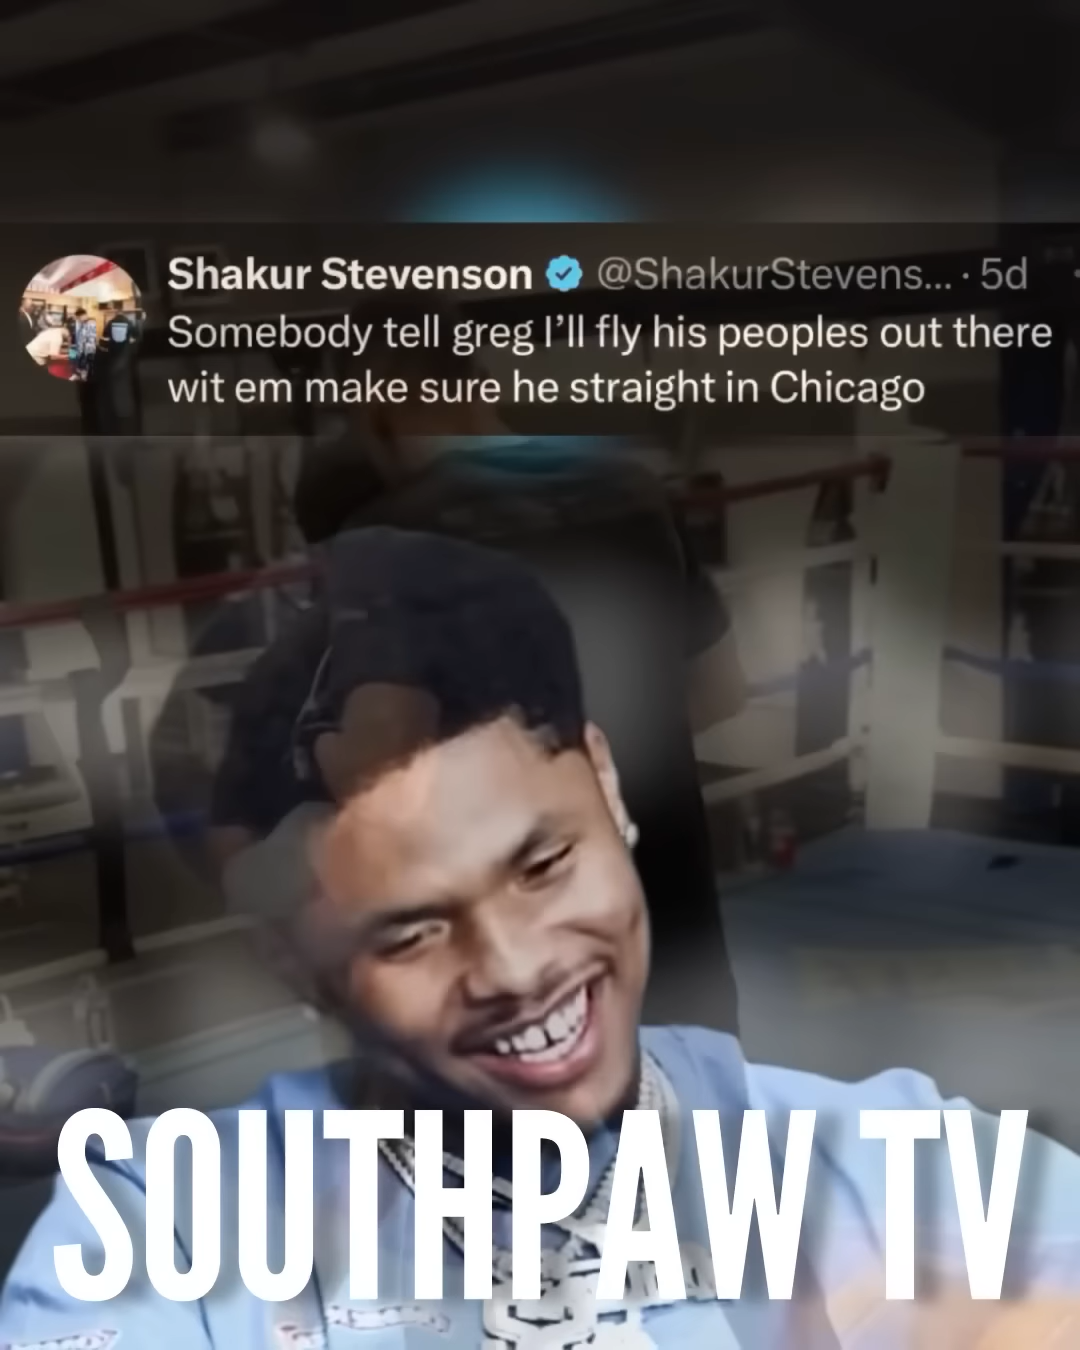 Shakur Stevenson @ShakurStevens... · 5d
Somebody tell greg I’ll fly his peoples out there
wit em make sure he straight in Chicago
SOUTHPAW TV